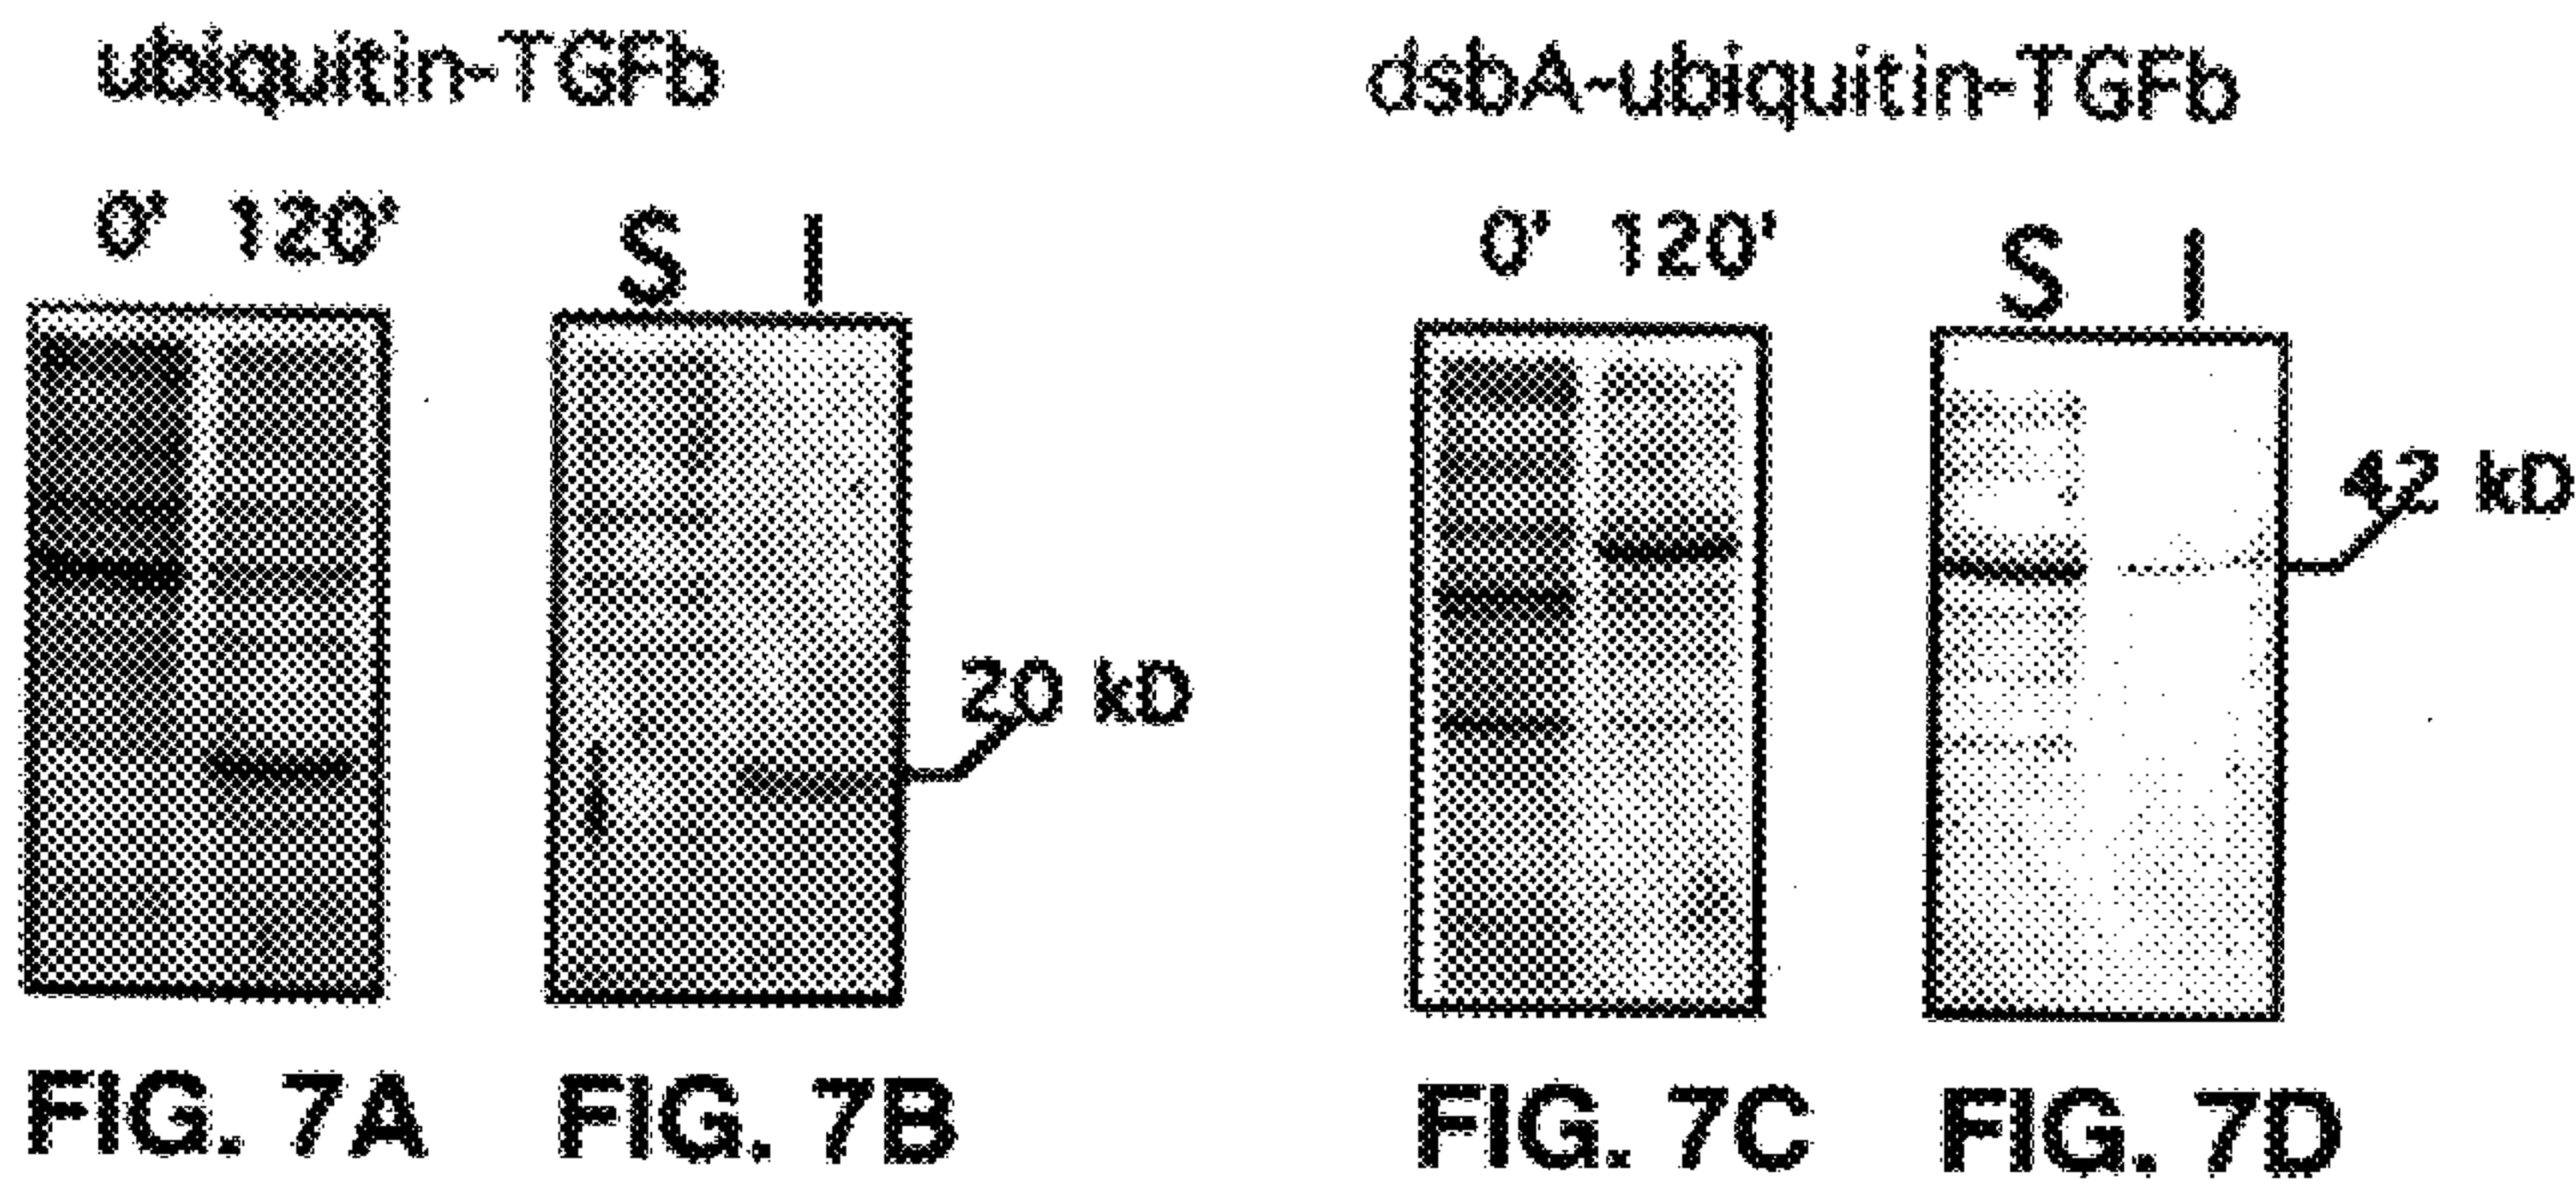 ubiquitin-TGFb
dsbA-ubiquitin-TGFb
0' 120'
S I
0' 120'
S I
20 kD
42 kD
FIG. 7A
FIG. 7B
FIG. 7C
FIG. 7D